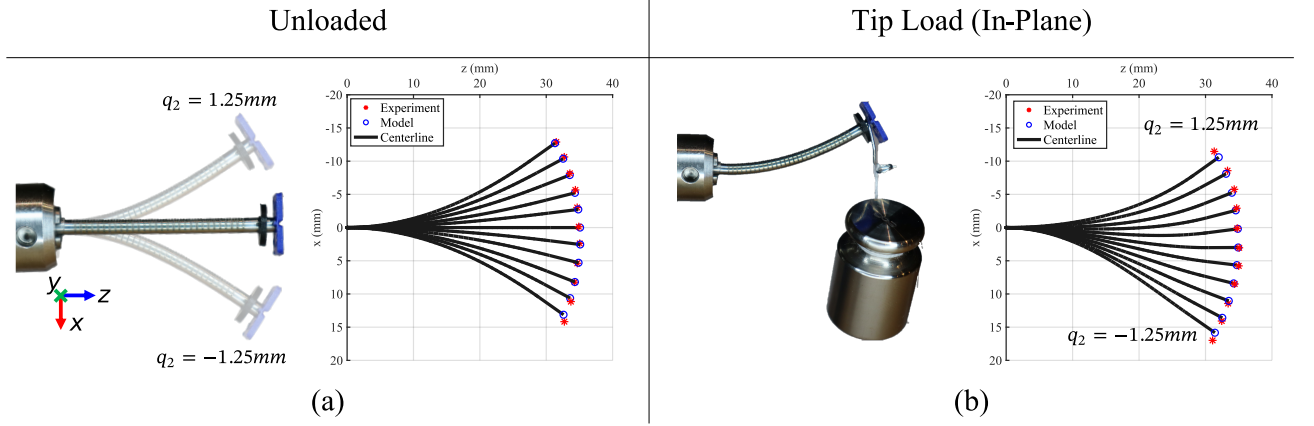 Unloaded
Tip Load (In-Plane)
q₂ = 1.25mm
y
z
x
q₂ = −1.25mm
z (mm)
0 10 20 30 40
-20
-15
-10
-5
0
5
10
15
20
x (mm)
Experiment
Model
Centerline
(a)
z (mm)
0 10 20 30 40
-20
-15
-10
-5
0
5
10
15
20
x (mm)
Experiment
Model
Centerline
q₂ = 1.25mm
q₂ = −1.25mm
(b)